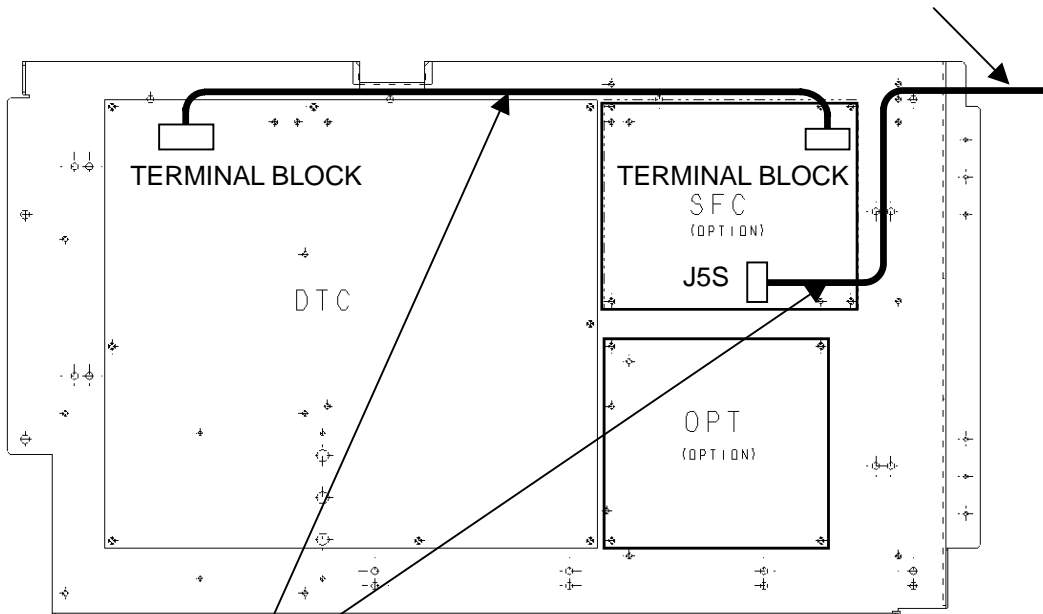 TERMINAL BLOCK
TERMINAL BLOCK
SFC
(OPTION)
J5S
DTC
OPT
(OPTION)